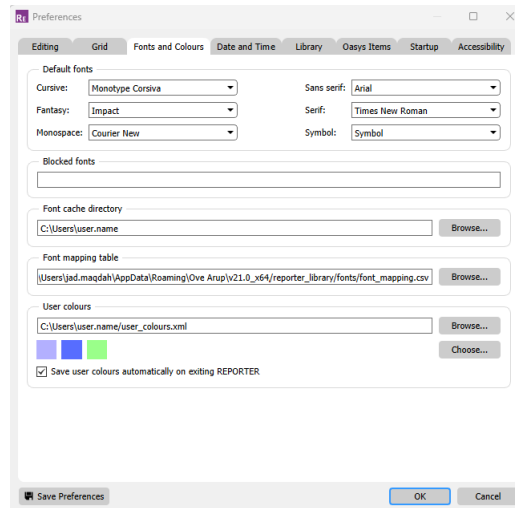 RE Preferences
Editing Grid Fonts and Colours Date and Time Library Oasys Items Startup Accessibility
Default fonts
Cursive: Monotype Corsiva Sans serif: Arial
Fantasy: Impact Serif: Times New Roman
Monospace: Courier New Symbol: Symbol
Blocked fonts
Font cache directory
C:\Users\user.name Browse...
Font mapping table
\Users\jad.maqdah\AppData\Roaming\Ove Arup\v21.0_x64/reporter_library/fonts/font_mapping.csv Browse...
User colours
C:\Users\user.name/user_colours.xml Browse...
Choose...
Save user colours automatically on exiting REPORTER
Save Preferences OK Cancel